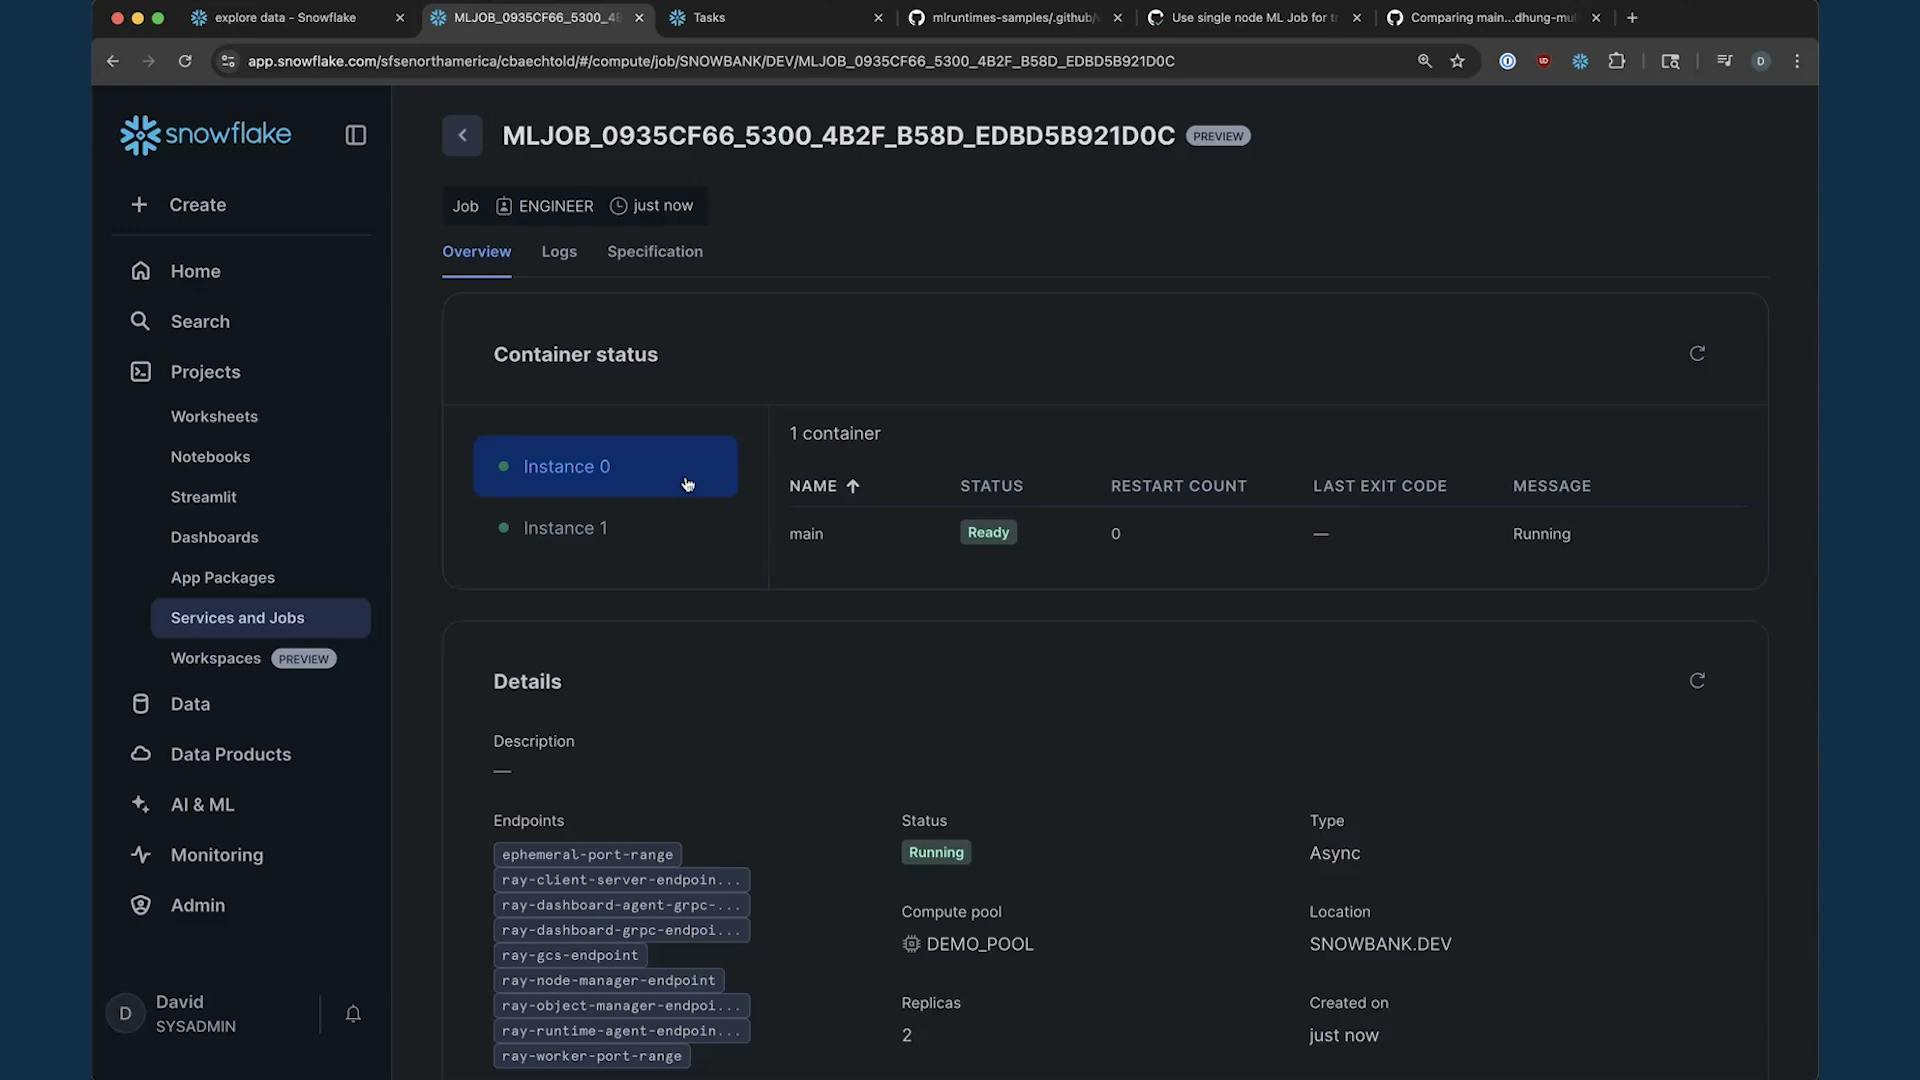 explore data - Snowflake
MLJOB_0935CF66_5300_4
Tasks
mlruntimes-samples/.github/
Use single node ML Job for tr
Comparing main...dhung-mul
app.snowflake.com/sfsenorthamerica/cbaechtold/#/compute/job/SNOWBANK/DEV/MLJOB_0935CF66_5300_4B2F_B58D_EDBD5B921D0C
D
snowflake
Create
Home
Search
Projects
Worksheets
Notebooks
Streamlit
Dashboards
App Packages
Services and Jobs
Workspaces PREVIEW
Data
Data Products
AI & ML
Monitoring
Admin
D
David
SYSADMIN
MLJOB_0935CF66_5300_4B2F_B58D_EDBD5B921D0C PREVIEW
Job ENGINEER just now
Overview Logs Specification
Container status
Instance 0
Instance 1
1 container
NAME STATUS RESTART COUNT LAST EXIT CODE MESSAGE
main Ready 0 — Running
Details
Description
—
Endpoints
ephemeral-port-range
ray-client-server-endpoin...
ray-dashboard-agent-grpc-...
ray-dashboard-grpc-endpoi...
ray-gcs-endpoint
ray-node-manager-endpoint
ray-object-manager-endpoi...
ray-runtime-agent-endpoin...
ray-worker-port-range
Status
Running
Type
Async
Compute pool
DEMO_POOL
Location
SNOWBANK.DEV
Replicas
2
Created on
just now